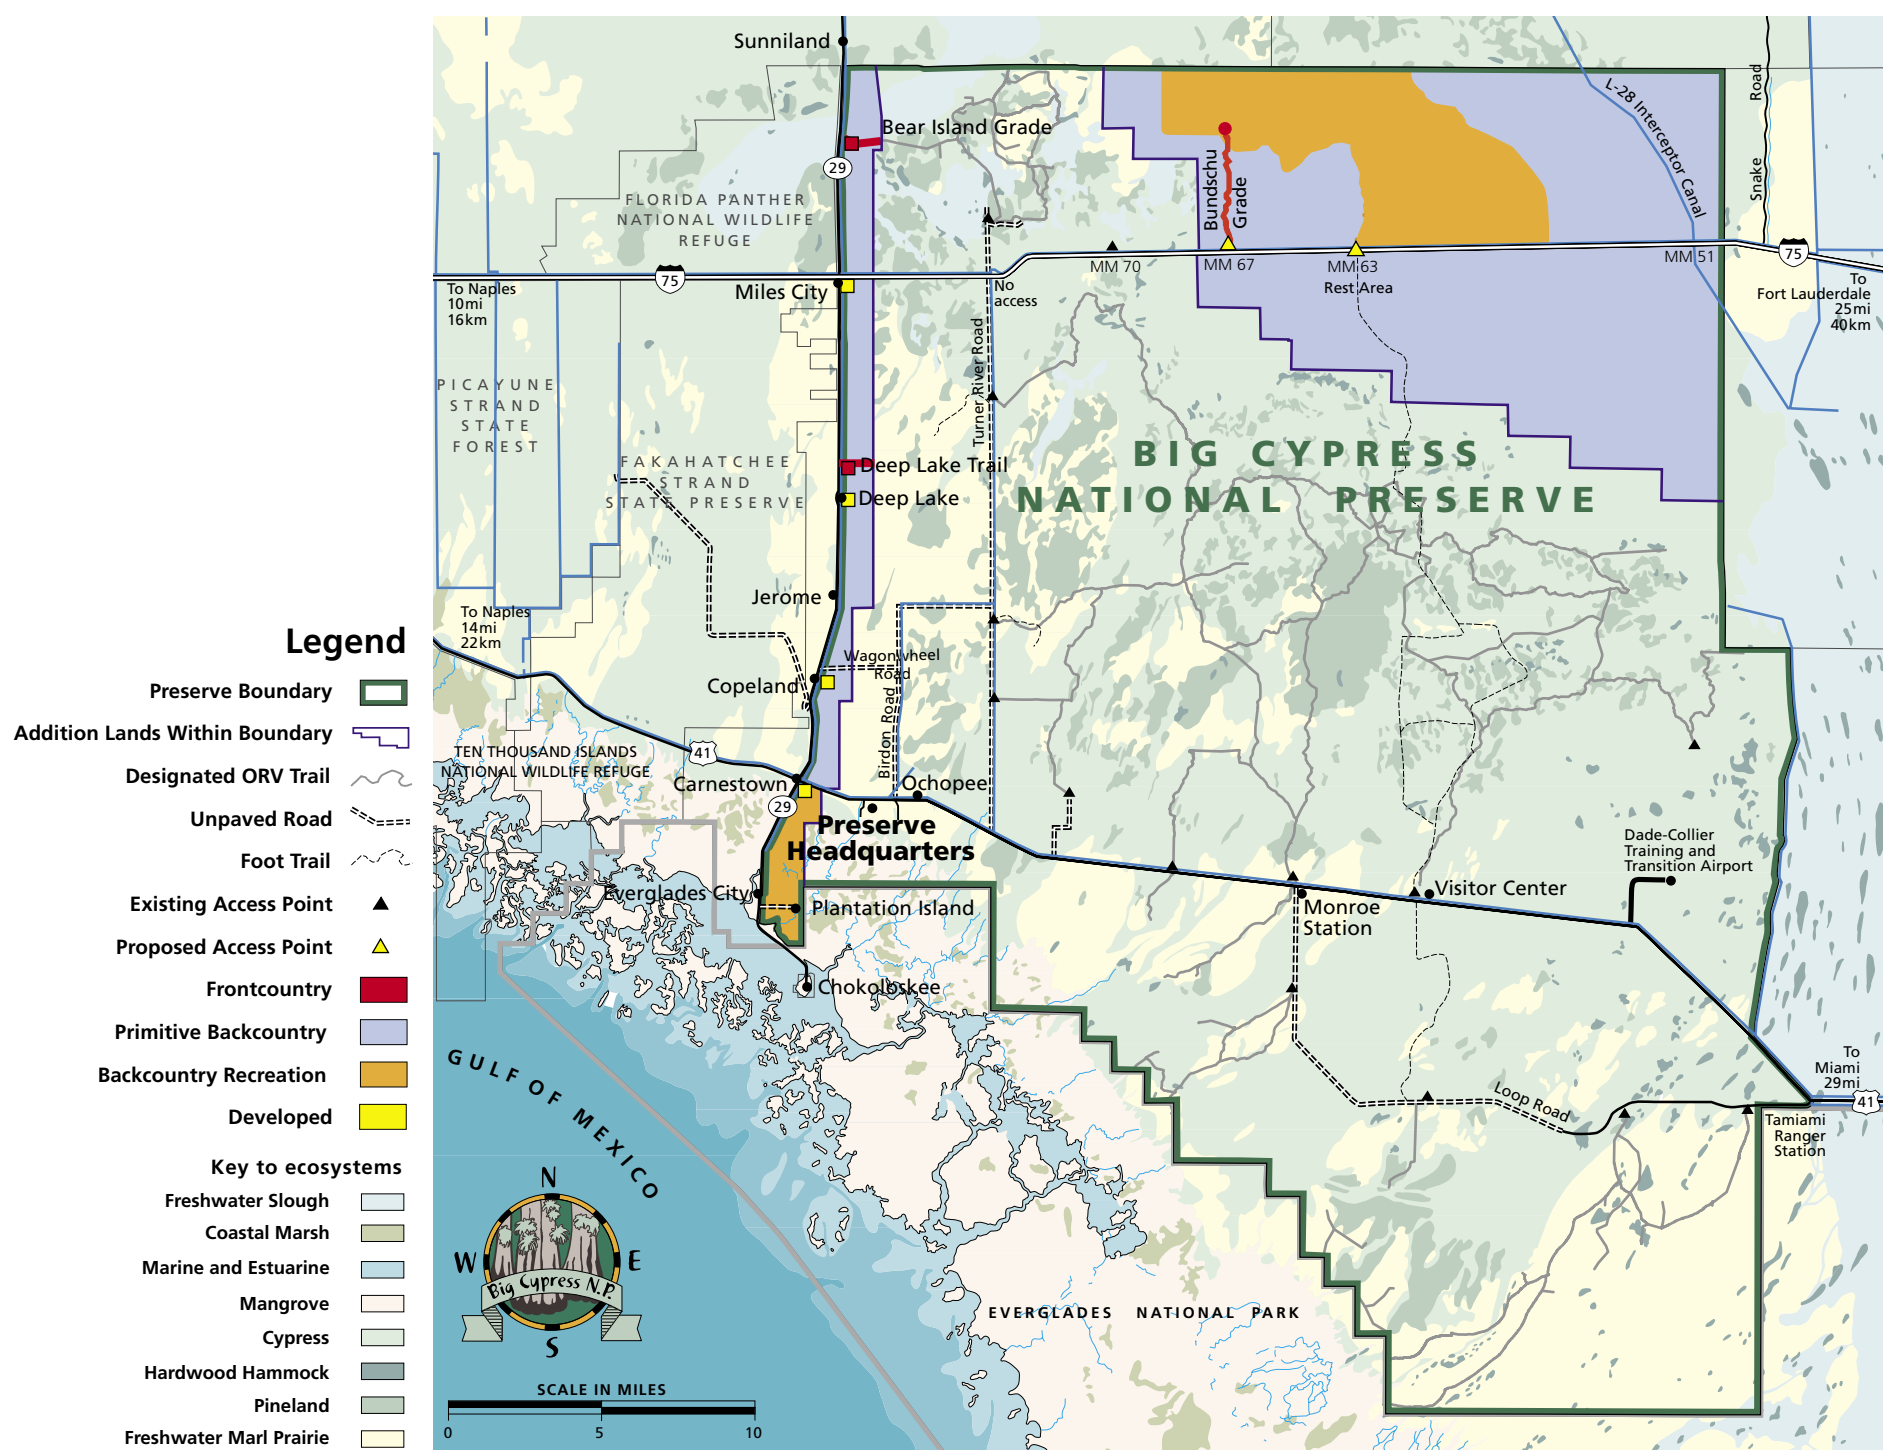 Legend
Preserve Boundary
Addition Lands Within Boundary
Designated ORV Trail
Unpaved Road
Foot Trail
Existing Access Point
Proposed Access Point
Frontcountry
Primitive Backcountry
Backcountry Recreation
Developed
Key to ecosystems
Freshwater Slough
Coastal Marsh
Marine and Estuarine
Mangrove
Cypress
Hardwood Hammock
Pineland
Freshwater Marl Prairie
Sunniland
Bear Island Grade
29
FLORIDA PANTHER
NATIONAL WILDLIFE
REFUGE
Bundschu
Grade
L-28 Interceptor Canal
Snake Road
75
75
MM 70
MM 67
MM 63
Rest Area
MM 51
To Naples
10mi
16km
Miles City
No
access
To
Fort Lauderdale
25mi
40km
Turner River Road
PICAYUNE
STRAND
STATE
FOREST
FAKAHATCHEE
STRAND
STATE PRESERVE
Deep Lake Trail
Deep Lake
BIG CYPRESS
NATIONAL PRESERVE
Jerome
To Naples
14mi
22km
Wagonwheel
Road
Copeland
Birdon Road
41
TEN THOUSAND ISLANDS
NATIONAL WILDLIFE REFUGE
Carnestown
Ochopee
29
Preserve
Headquarters
Dade-Collier
Training and
Transition Airport
Everglades City
Plantation Island
Visitor Center
Monroe
Station
Chokoloskee
GULF OF MEXICO
Loop Road
To
Miami
29mi
41
Tamiami
Ranger
Station
EVERGLADES NATIONAL PARK
N
W
E
S
Big Cypress N.P.
SCALE IN MILES
0 5 10